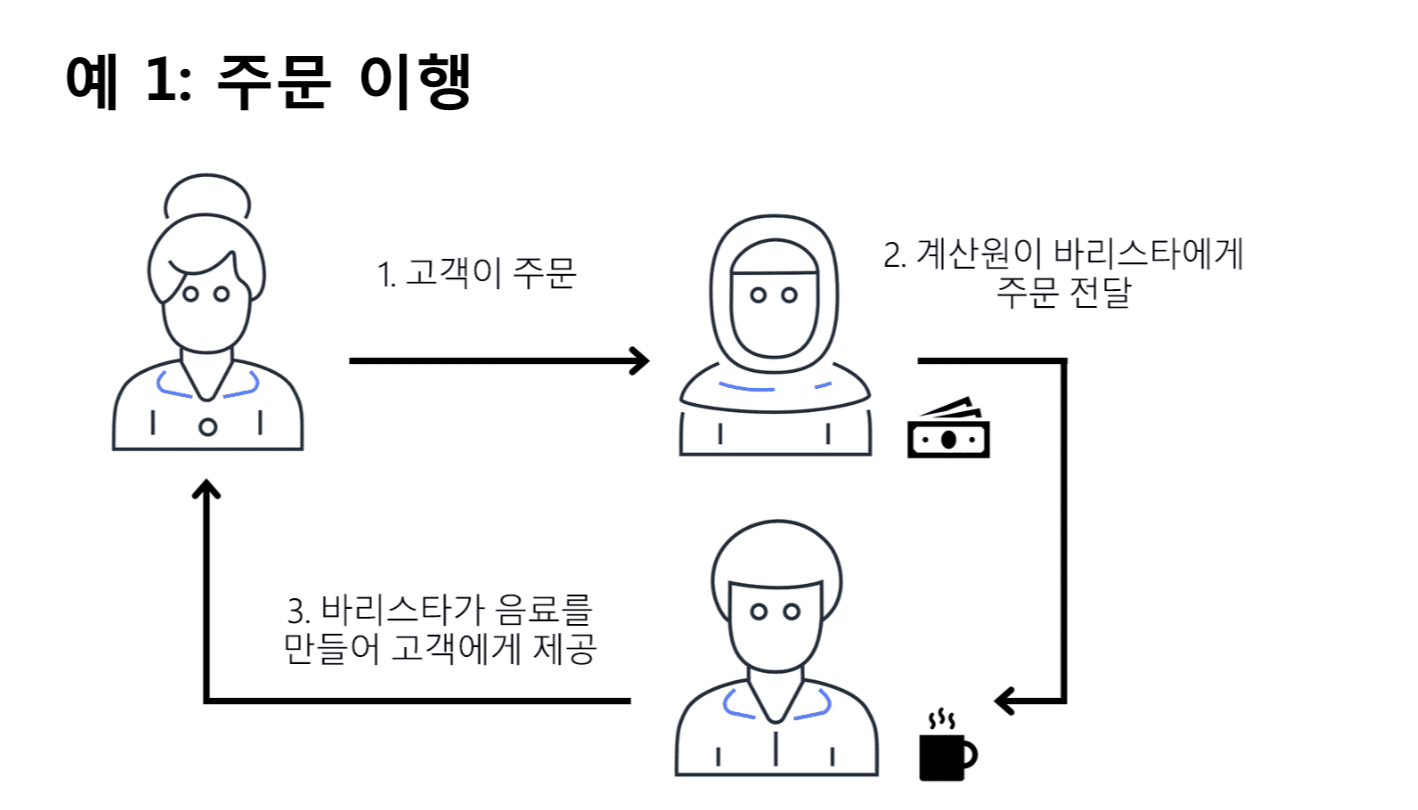 예 1: 주문 이행
1. 고객이 주문
2. 계산원이 바리스타에게
주문 전달
3. 바리스타가 음료를
만들어 고객에게 제공